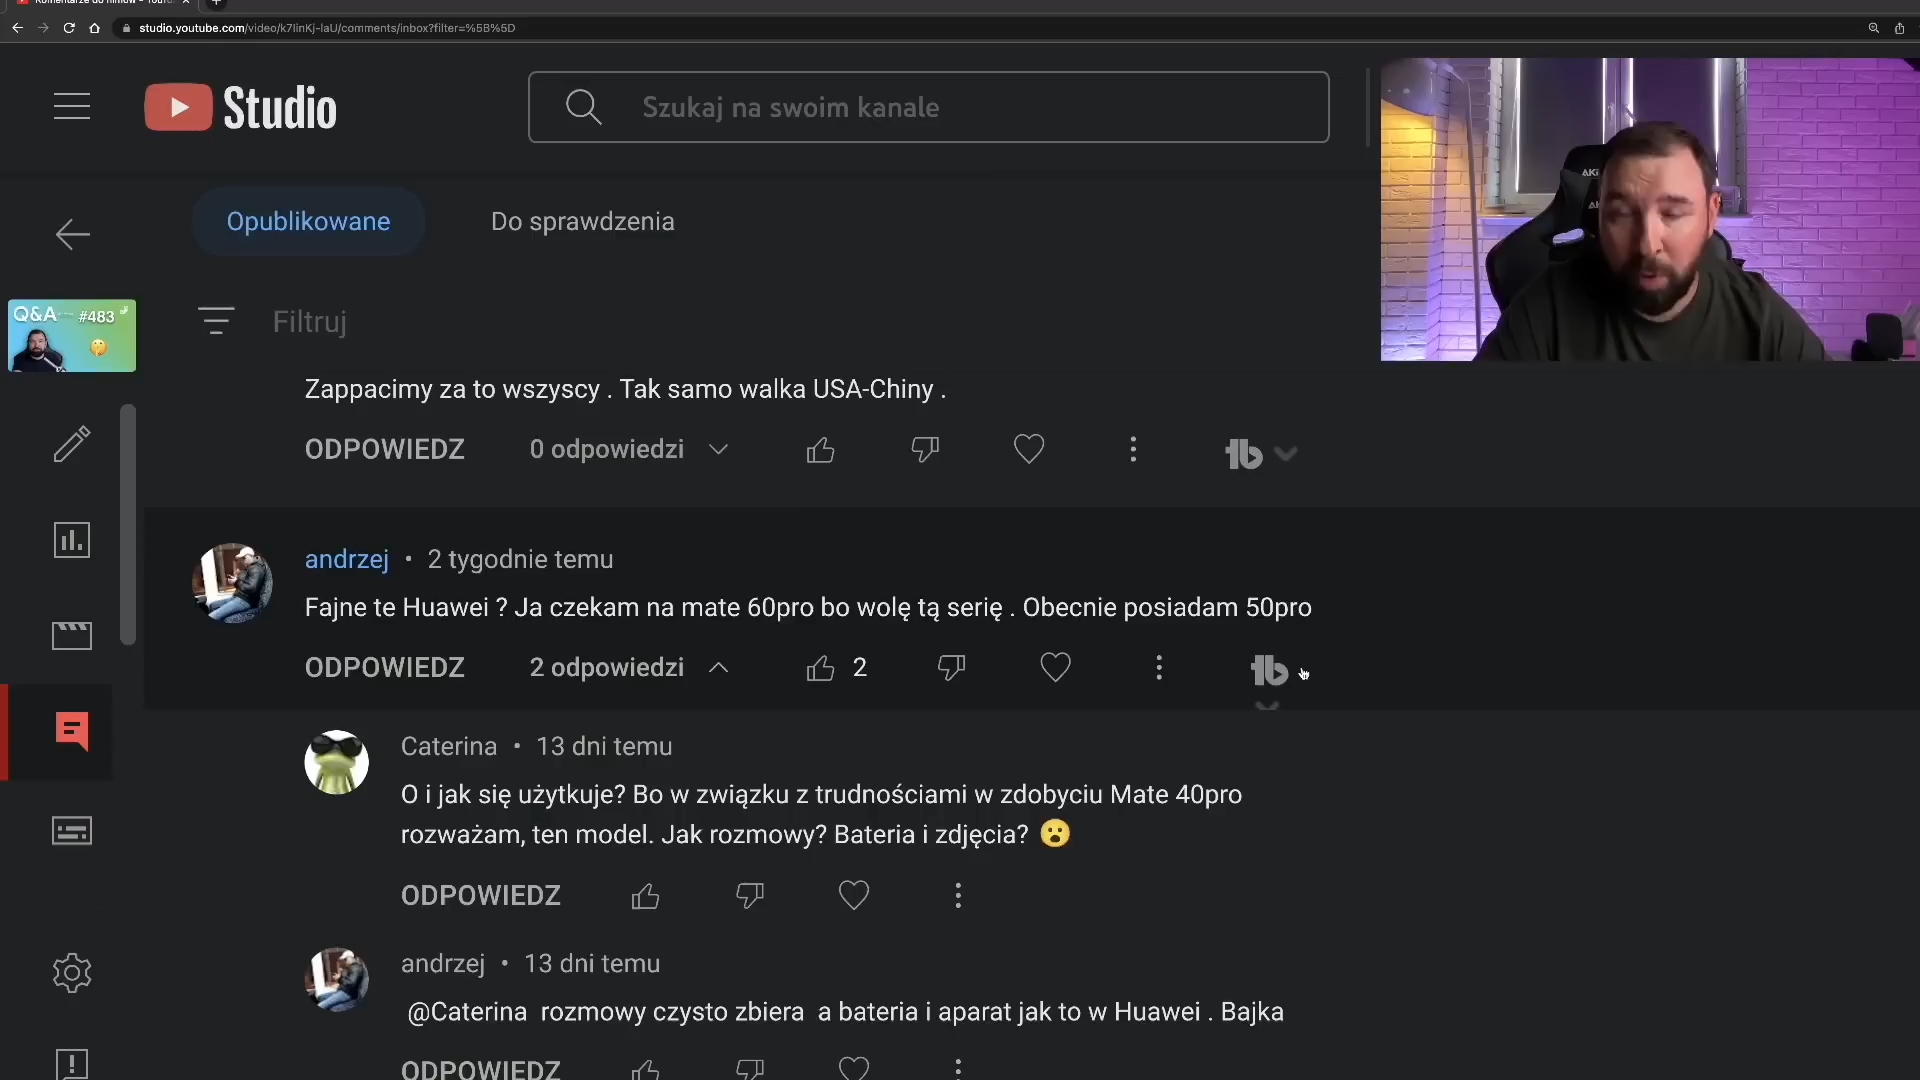 studio.youtube.com/video/k7IinKj-IaU/comments/inbox?filter=%5B%5D
Studio
Szukaj na swoim kanale
Opublikowane
Do sprawdzenia
Q&A #483
Filtruj
Zappacimy za to wszyscy . Tak samo walka USA-Chiny .
ODPOWIEDZ 0 odpowiedzi
andrzej • 2 tygodnie temu
Fajne te Huawei ? Ja czekam na mate 60pro bo wolę tą serię . Obecnie posiadam 50pro
ODPOWIEDZ 2 odpowiedzi 2
Caterina • 13 dni temu
O i jak się użytkuje? Bo w związku z trudnościami w zdobyciu Mate 40pro
rozważam, ten model. Jak rozmowy? Bateria i zdjęcia? 😮
ODPOWIEDZ
andrzej • 13 dni temu
@Caterina rozmowy czysto zbiera a bateria i aparat jak to w Huawei . Bajka
ODPOWIEDZ